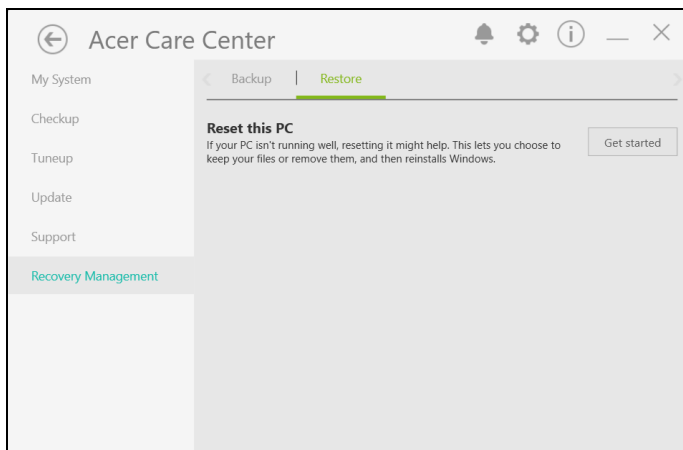 Acer Care Center
My System
Checkup
Tuneup
Update
Support
Recovery Management
Backup
Restore
Reset this PC
If your PC isn't running well, resetting it might help. This lets you choose to
keep your files or remove them, and then reinstalls Windows.
Get started